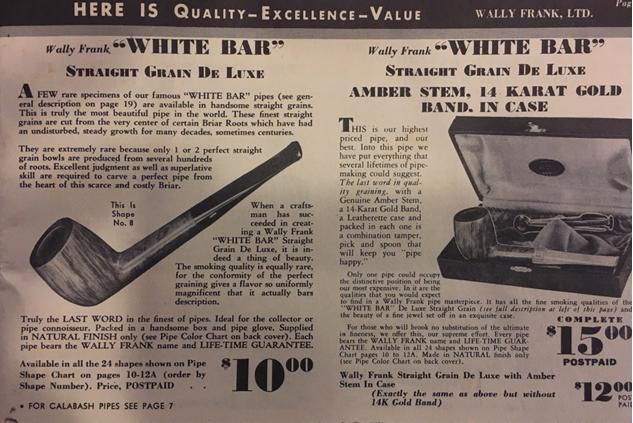 HERE IS QUALITY–EXCELLENCE–VALUE
WALLY FRANK, LTD.
Pag
Wally Frank "WHITE BAR"
STRAIGHT GRAIN DE LUXE
A FEW rare specimens of our famous "WHITE BAR" pipes (see gen-
eral description on page 19) are available in handsome straight grains.
This is truly the most beautiful pipe in the world. These finest straight
grains are cut from the very center of certain Briar Roots which have
had an undisturbed, steady growth for many decades, sometimes centuries.
They are extremely rare because only 1 or 2 perfect straight
grain bowls are produced from several hundreds
of roots. Excellent judgment as well as superlative
skill are required to carve a perfect pipe from
the heart of this scarce and costly Briar.
This Is
Shape
No. 8
When a crafts-
man has suc-
ceeded in creat-
ing a Wally Frank
"WHITE BAR" Straight
Grain De Luxe, it is in-
deed a thing of beauty.
The smoking quality is equally rare,
for the conformity of the perfect
graining gives a flavor so uniformly
magnificent that it actually bars
description.
Truly the LAST WORD in the finest of pipes. Ideal for the collector or
pipe connoisseur. Packed in a handsome box and pipe glove. Supplied
in NATURAL FINISH only (see Pipe Color Chart on back cover). Each
pipe bears the WALLY FRANK name and LIFE-TIME GUARANTEE.
Available in all the 24 shapes shown on Pipe
Shape Chart on pages 10-12A (order by
Shape Number). Price, POSTPAID . .
$10.00
• FOR CALABASH PIPES SEE PAGE 7
Wally Frank "WHITE BAR"
STRAIGHT GRAIN DE LUXE
AMBER STEM, 14 KARAT GOLD
BAND. IN CASE
THIS is our highest
priced pipe, and our
best. Into this pipe we
have put everything that
several lifetimes of pipe-
making could suggest.
The last word in qual-
ity graining, with a
Genuine Amber Stem,
a 14-Karat Gold Band,
a Leatherette case and
packed in each one is
a combination tamper,
pick and spoon that
will keep you "pipe
happy."
Only one pipe could occupy
the distinctive position of being
our most expensive. In it are the
qualities that you would expect
to find in a Wally Frank pipe masterpiece. It has all the fine smoking qualities of the
"WHITE BAR" De Luxe Straight Grain (see full description at left of this page) and
the beauty of a fine jewel set off in an exquisite case.
For those who will brook no substitution of the ultimate
in fineness, we offer this, our supreme effort. Every pipe
bears the WALLY FRANK name and LIFE-TIME GUAR-
ANTEE. Available in all 24 shapes shown on Pipe Shape
Chart pages 10 to 12A. Made in NATURAL finish only
(see Pipe Color Chart on back cover).
COMPLETE
$15.00
POSTPAID
Wally Frank Straight Grain De Luxe with Amber
Stem In Case
(Exactly the same as above but without
14K Gold Band)
$12.00
POS
PAI